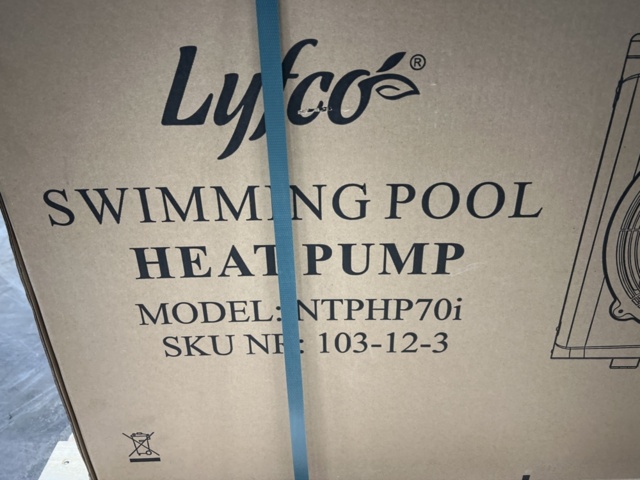 Lyfco®
SWIMMING POOL
HEAT PUMP
MODEL: NTPHP70i
SKU NR: 103-12-3